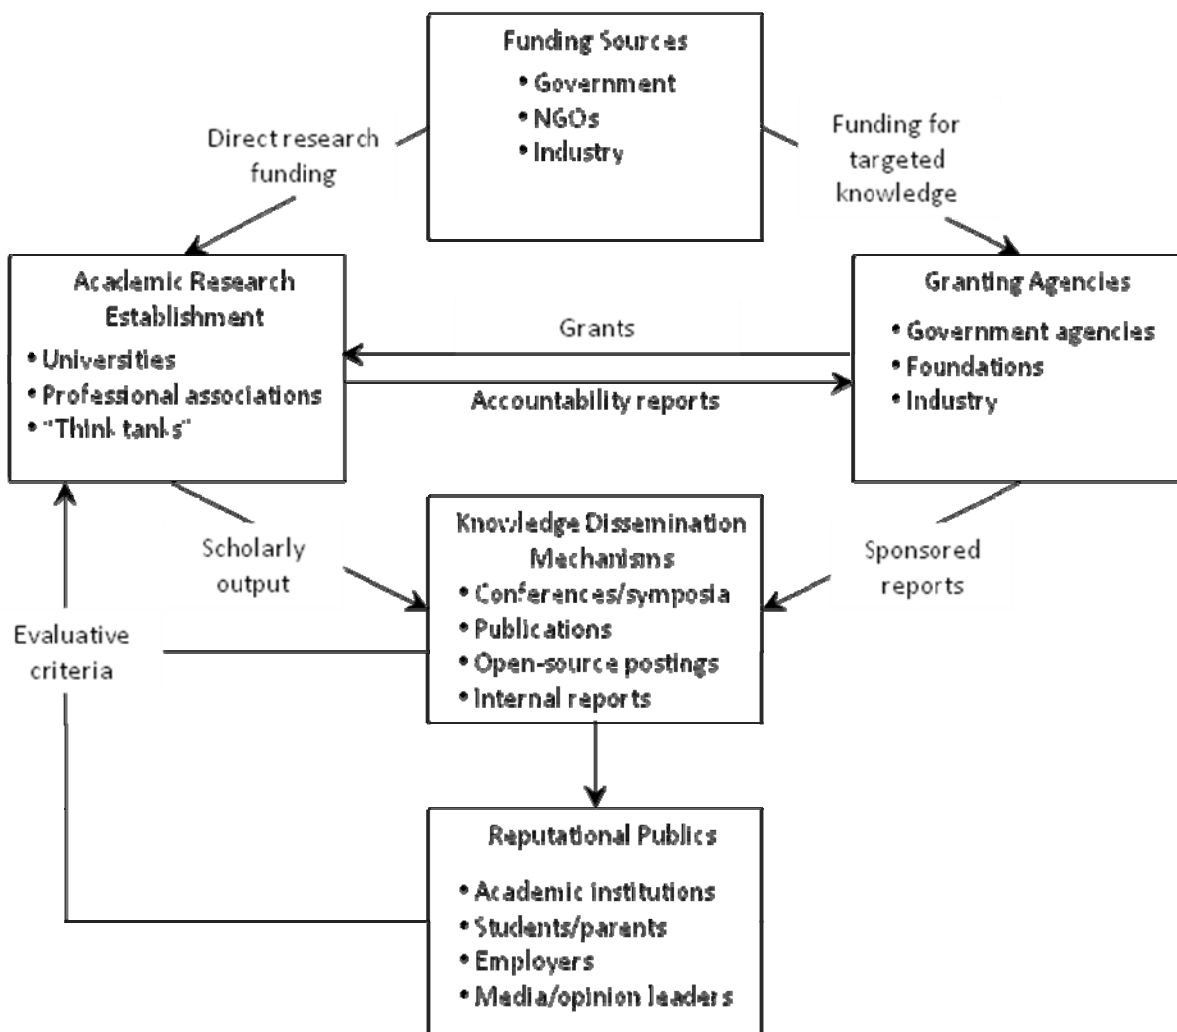 Funding Sources
• Government
• NGOs
• Industry
Direct research
funding
Funding for
targeted
knowledge
Academic Research
Establishment
• Universities
• Professional associations
• "Think tanks"
Grants
Accountability reports
Granting Agencies
• Government agencies
• Foundations
• Industry
Scholarly
output
Knowledge Dissemination
Mechanisms
• Conferences/symposia
• Publications
• Open-source postings
• Internal reports
Sponsored
reports
Evaluative
criteria
Reputational Publics
• Academic institutions
• Students/parents
• Employers
• Media/opinion leaders